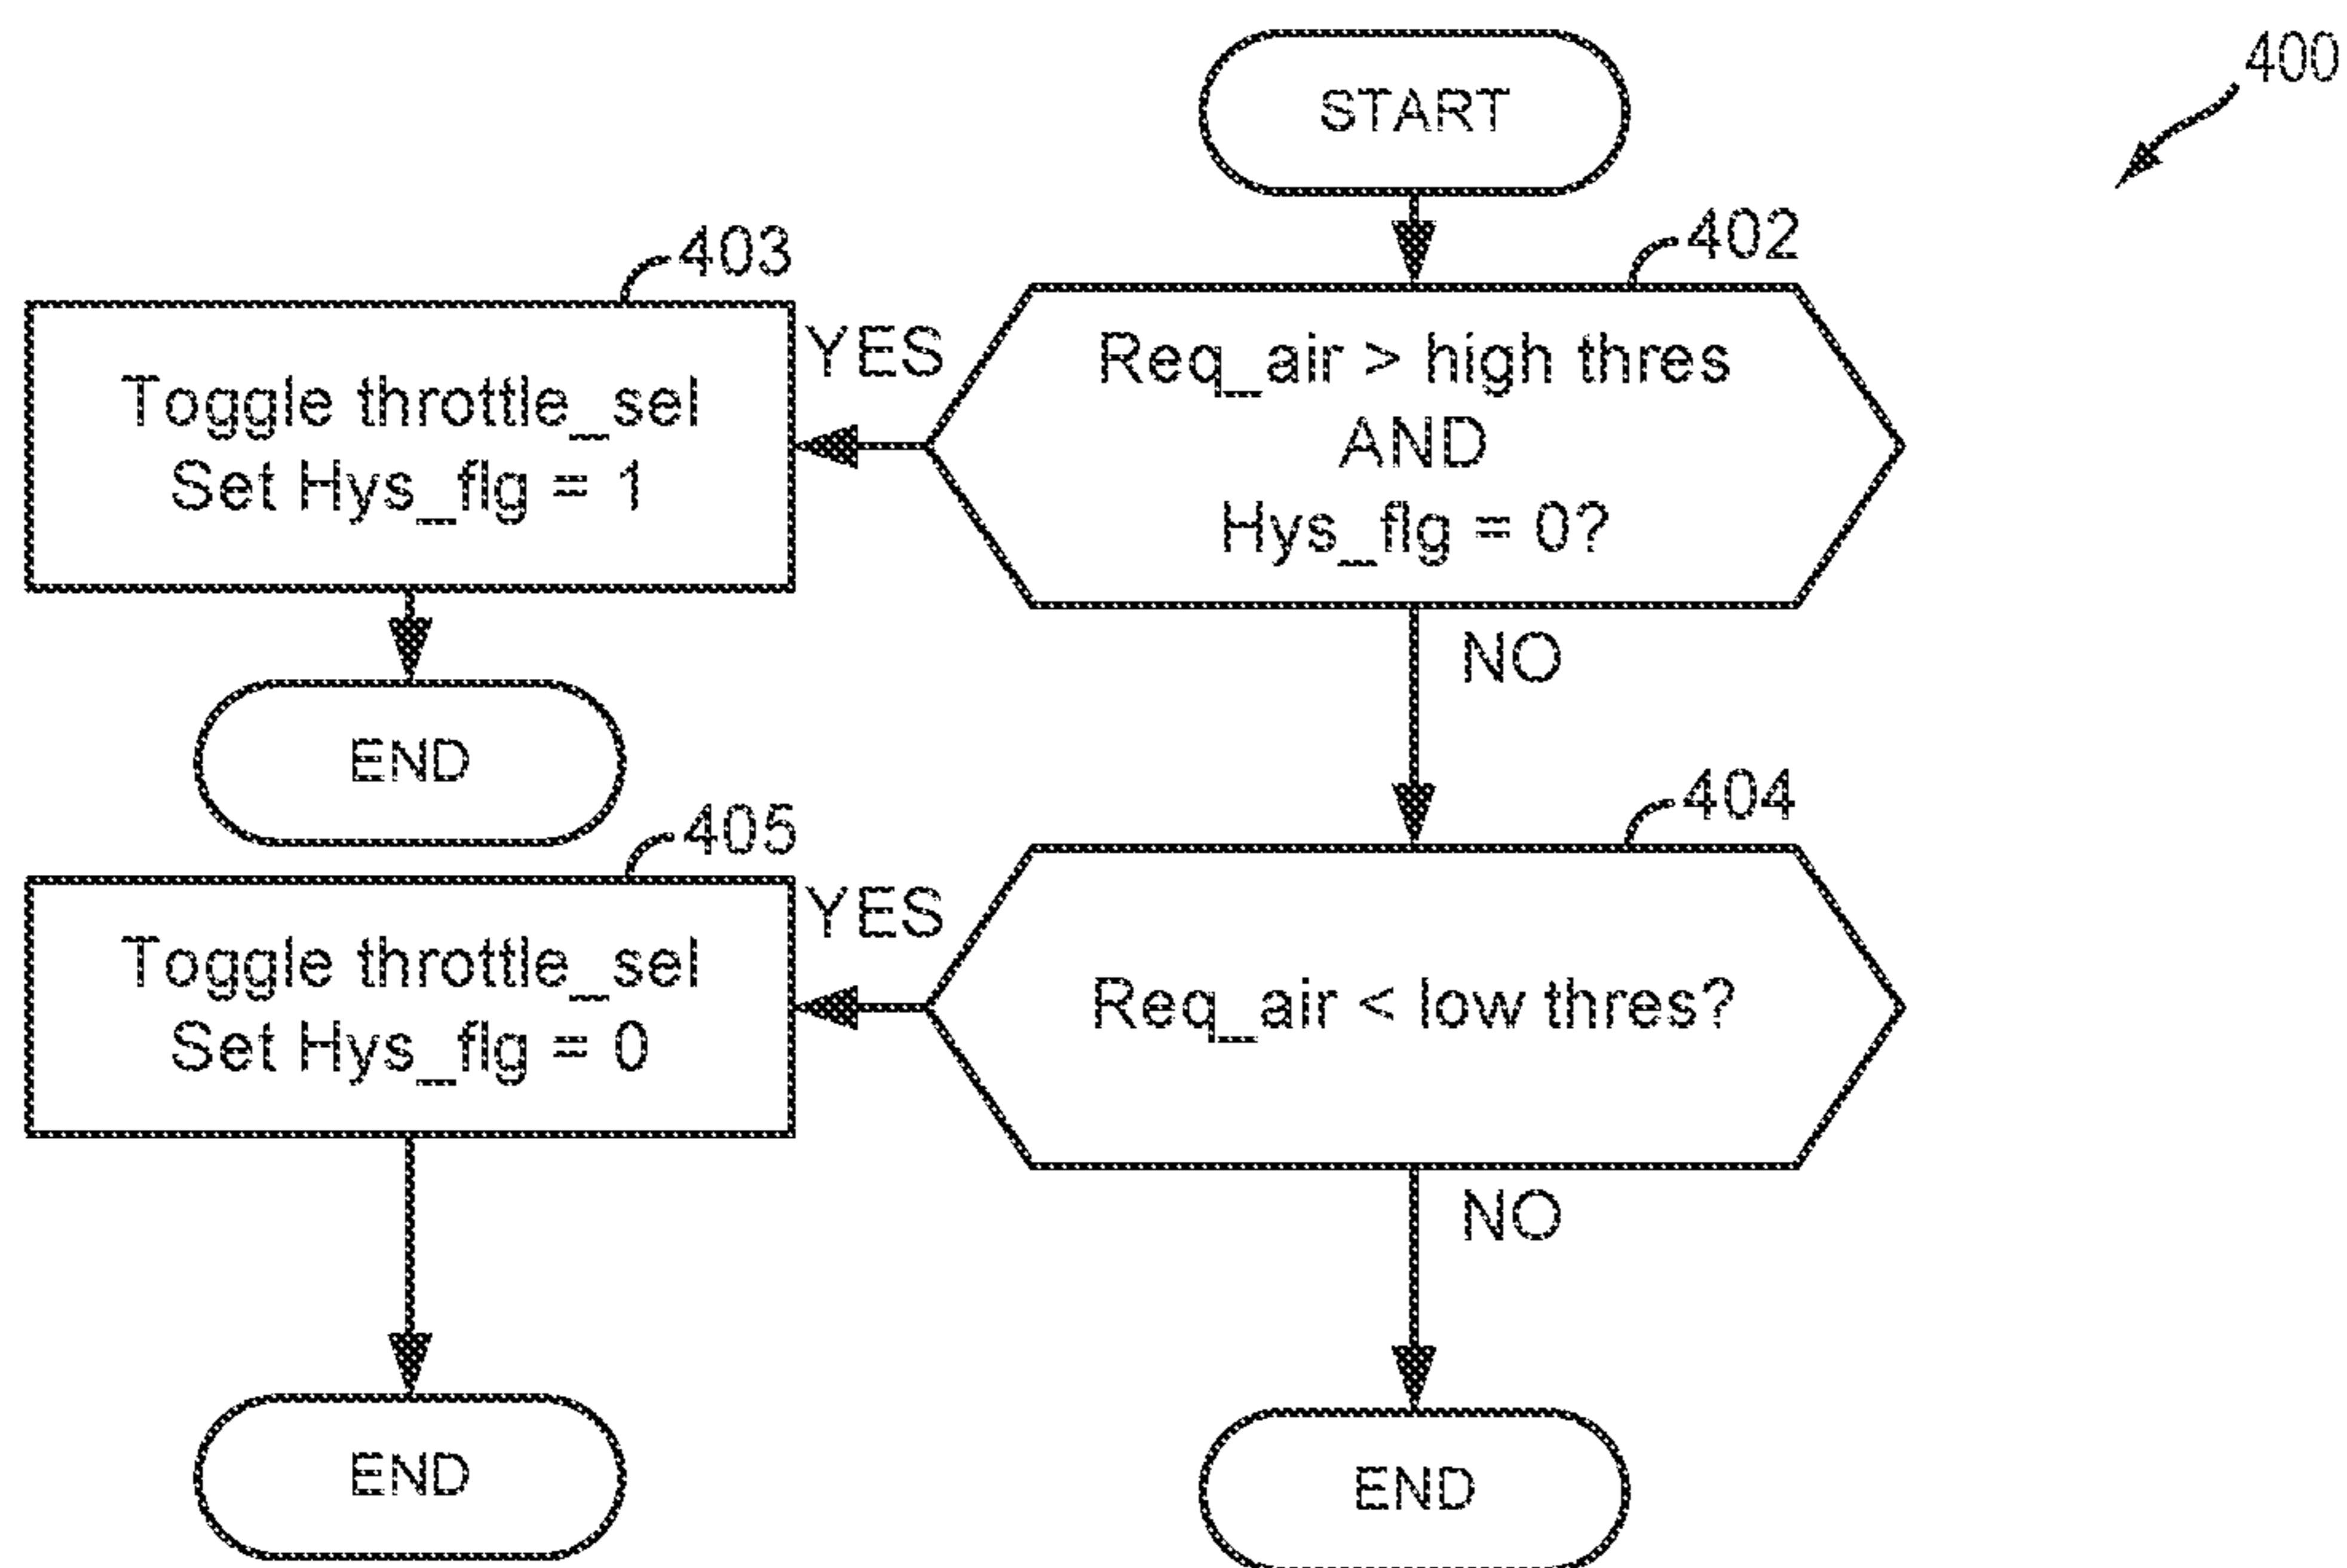 START
400
403
402
YES
Toggle throttle_sel
Set Hys_flg = 1
Req_air > high thres
AND
Hys_flg = 0?
NO
END
405
404
YES
Toggle throttle_sel
Set Hys_flg = 0
Req_air < low thres?
NO
END
END